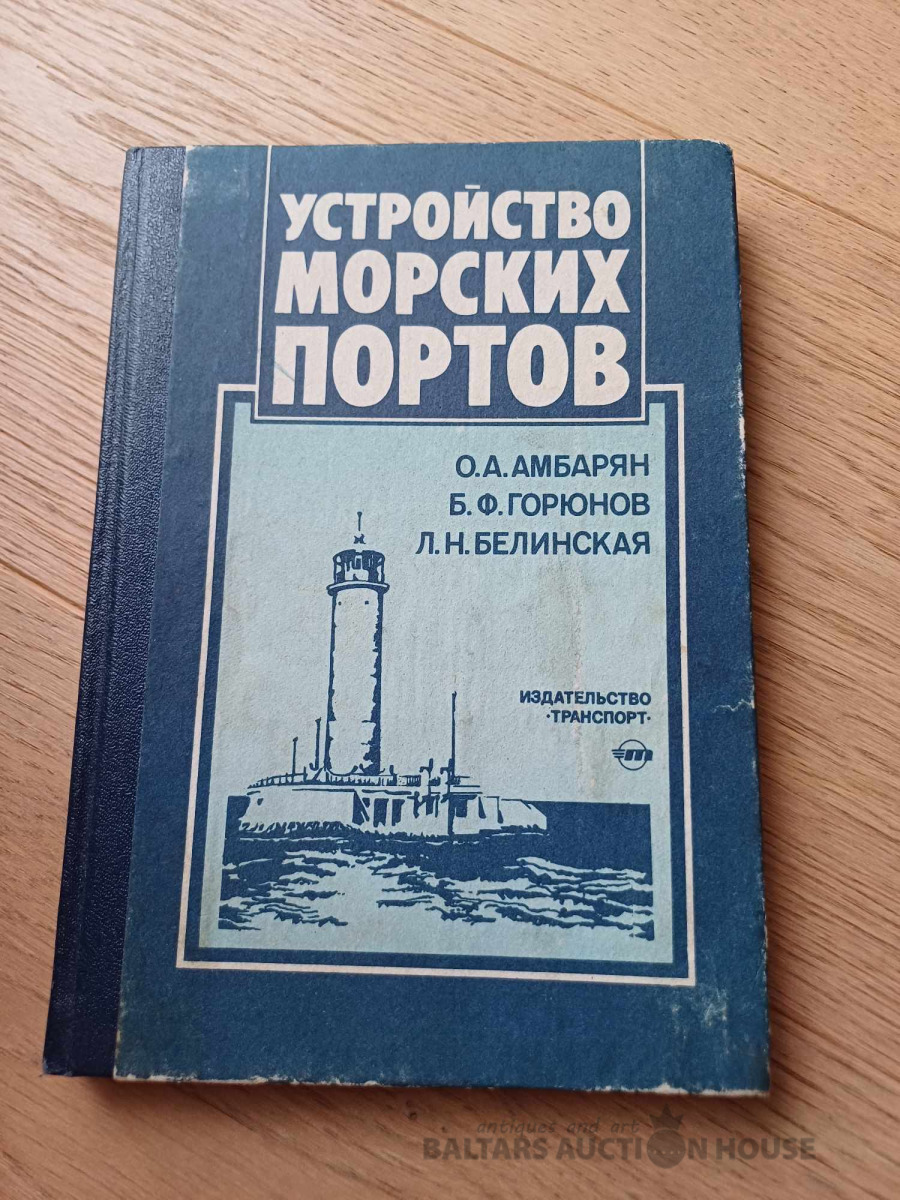 УСТРОЙСТВО
МОРСКИХ
ПОРТОВ
О.А.АМБАРЯН
Б.Ф.ГОРЮНОВ
Л.Н.БЕЛИНСКАЯ
ИЗДАТЕЛЬСТВО
·ТРАНСПОРТ·
т
antiques and art
BALTARS AUCTION HOUSE